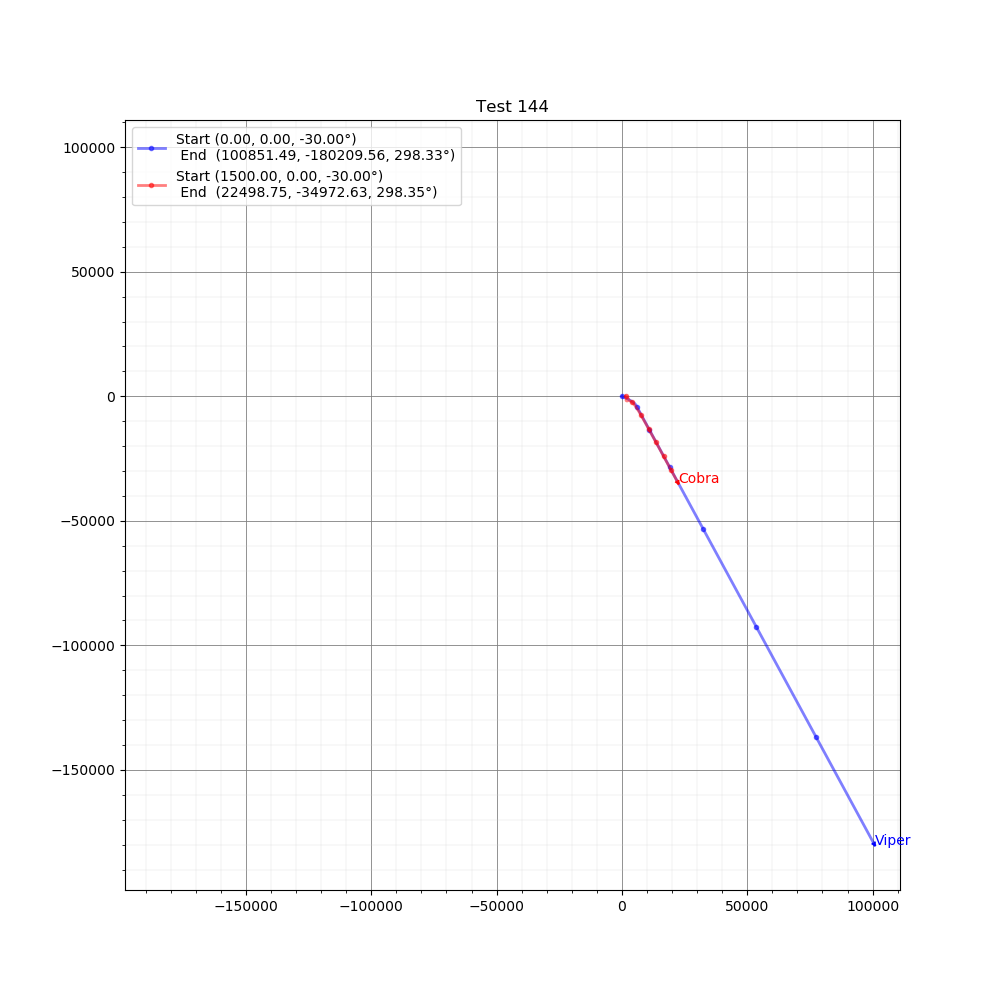 Test 144
Start (0.00, 0.00, -30.00°)
End (100851.49, -180209.56, 298.33°)
Start (1500.00, 0.00, -30.00°)
End (22498.75, -34972.63, 298.35°)
100000
50000
0
−50000
−100000
−150000
Cobra
Viper
−150000
−100000
−50000
0
50000
100000